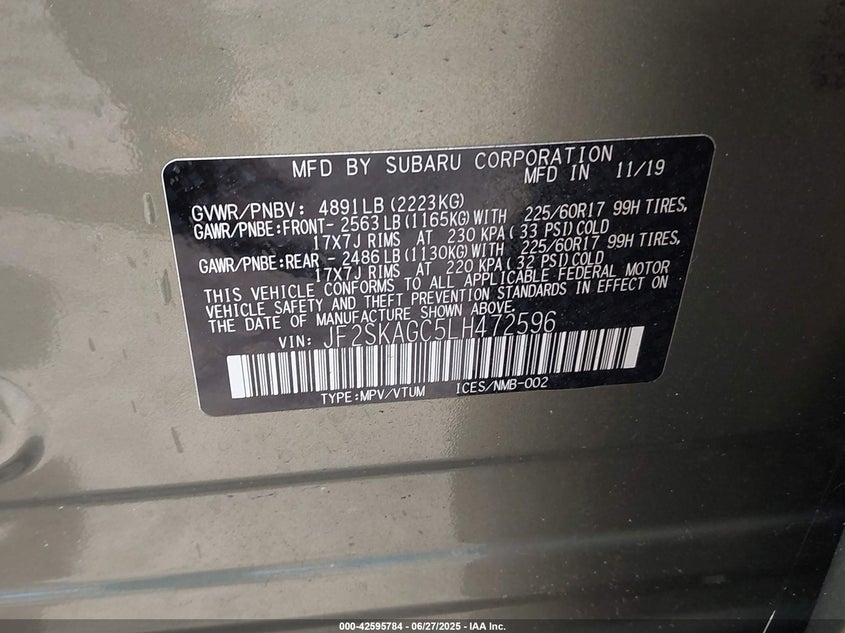 MFD BY SUBARU CORPORATION
MFD IN 11/19
GVWR/PNBV: 4891LB(2223KG)
GAWR/PNBE:FRONT- 2563LB(1165KG)WITH 225/60R17 99H TIRES,
17X7J RIMS AT 230 KPA(33 PSI)COLD
GAWR/PNBE:REAR - 2486LB(1130KG)WITH 225/60R17 99H TIRES,
17X7J RIMS AT 220 KPA(32 PSI)COLD
THIS VEHICLE CONFORMS TO ALL APPLICABLE FEDERAL MOTOR
VEHICLE SAFETY AND THEFT PREVENTION STANDARDS IN EFFECT ON
THE DATE OF MANUFACTURE SHOWN ABOVE.
VIN: JF2SKAGC5LH472596
TYPE:MPV/VTUM ICES/NMB-002
000-42595784 - 06/27/2025 - IAA Inc.